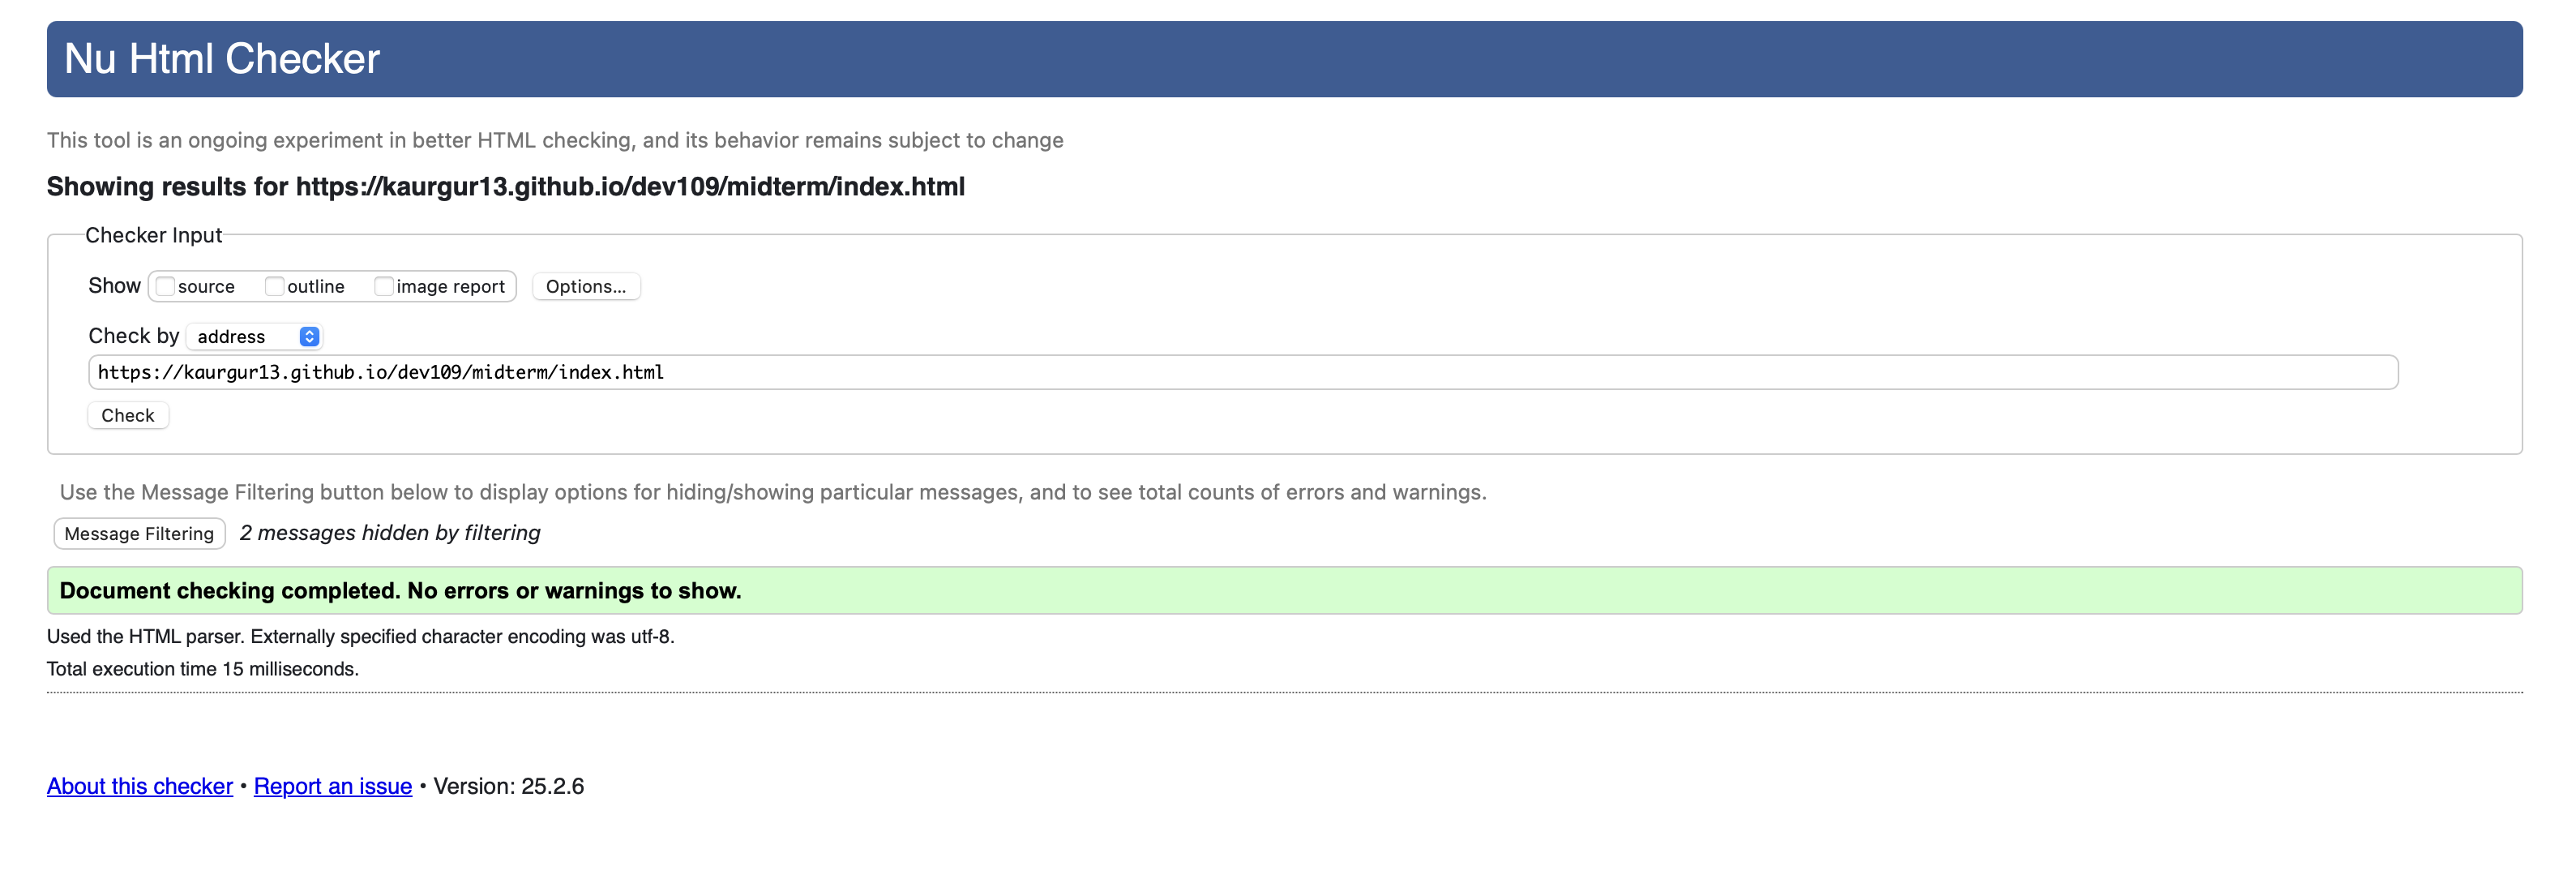 Nu Html Checker
This tool is an ongoing experiment in better HTML checking, and its behavior remains subject to change
Showing results for https://kaurgur13.github.io/dev109/midterm/index.html
Checker Input
Show source outline image report Options...
Check by address
https://kaurgur13.github.io/dev109/midterm/index.html
Check
Use the Message Filtering button below to display options for hiding/showing particular messages, and to see total counts of errors and warnings.
Message Filtering 2 messages hidden by filtering
Document checking completed. No errors or warnings to show.
Used the HTML parser. Externally specified character encoding was utf-8.
Total execution time 15 milliseconds.
About this checker • Report an issue • Version: 25.2.6